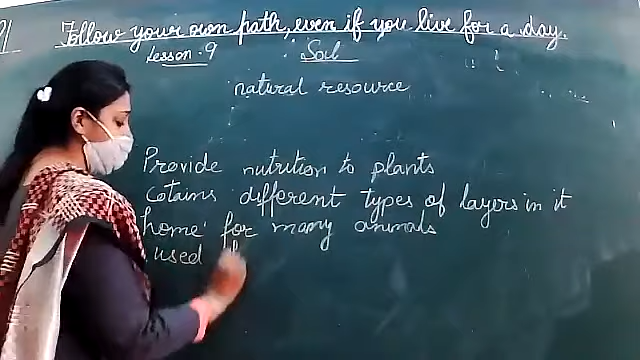 Follow your own path, even if you live for a day.
Lesson-9 Soil
natural resource
Provide nutrition to plants
cotains different types of layers in it
home for many animals
used